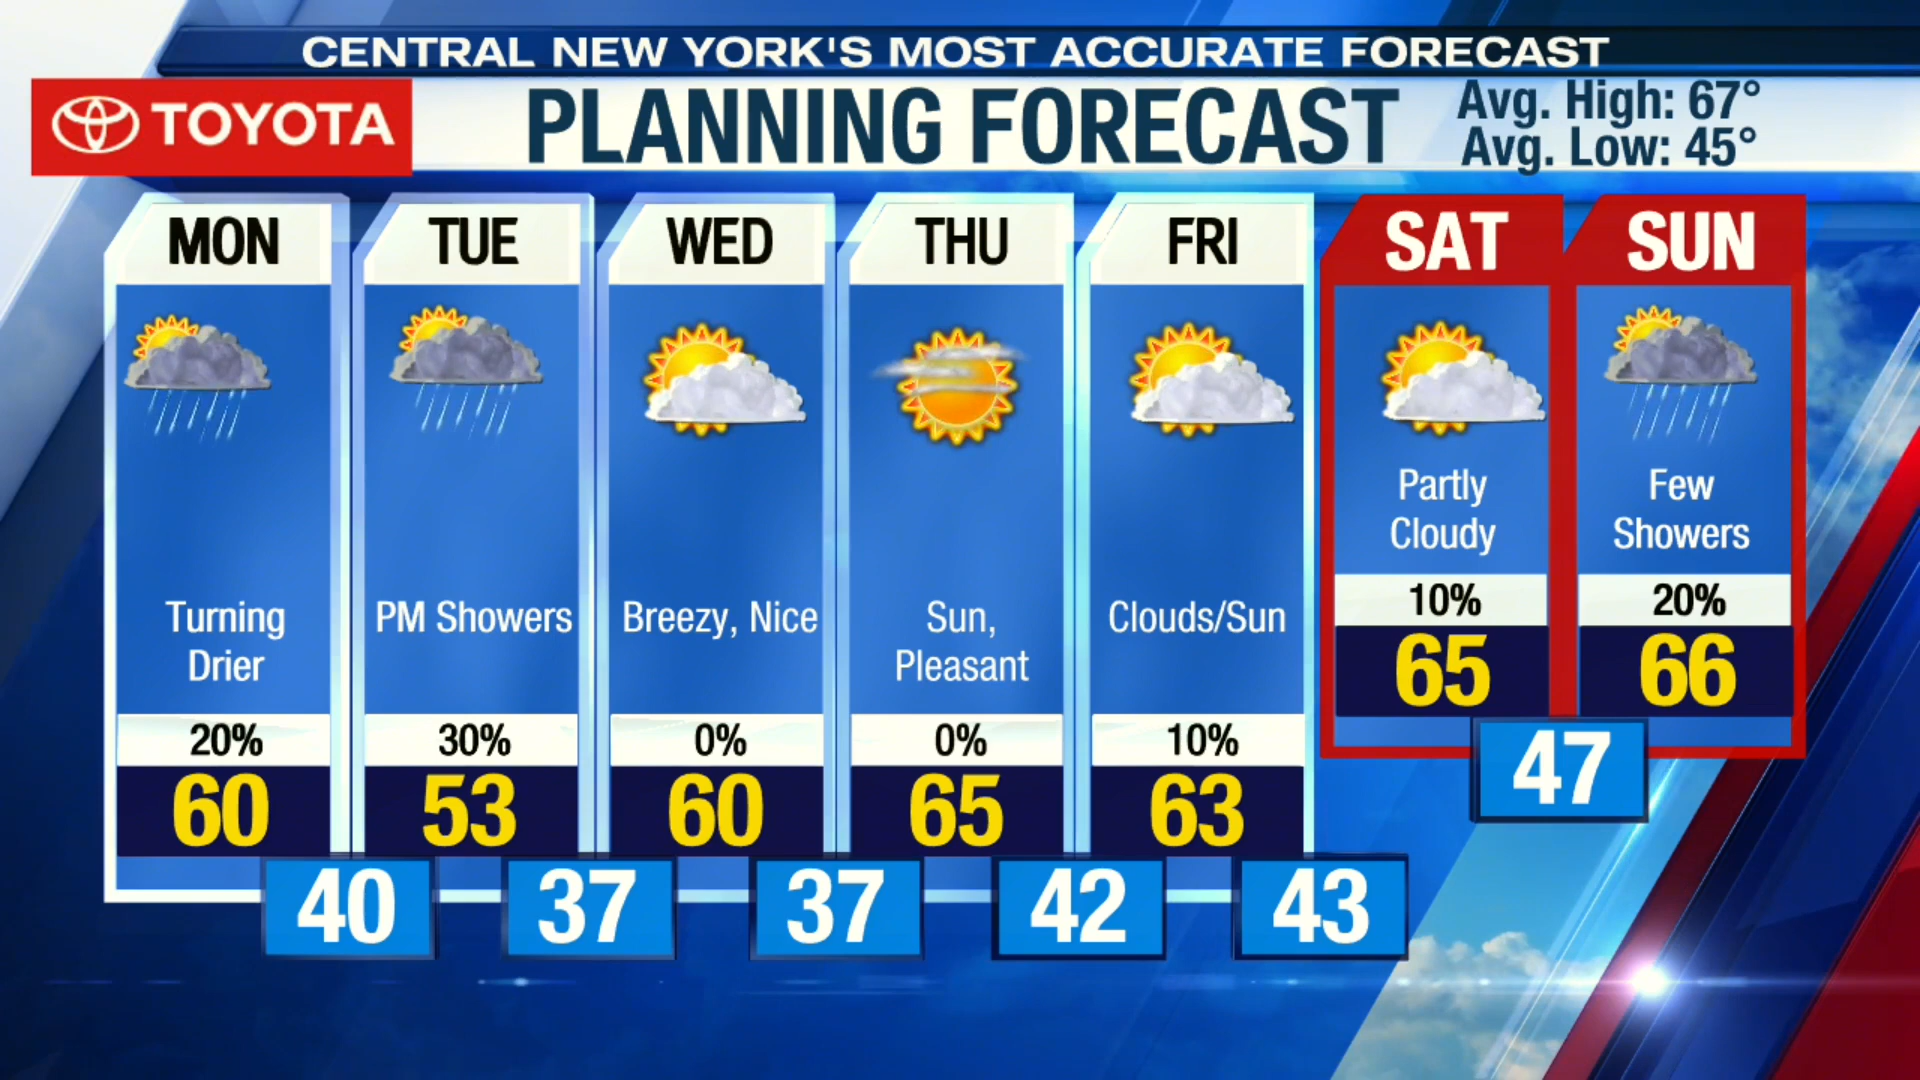 CENTRAL NEW YORK'S MOST ACCURATE FORECAST
TOYOTA
PLANNING FORECAST
Avg. High: 67°
Avg. Low: 45°
MON
Turning
Drier
20%
60
40
TUE
PM Showers
30%
53
37
WED
Breezy, Nice
0%
60
37
THU
Sun,
Pleasant
0%
65
42
FRI
Clouds/Sun
10%
63
43
SAT
Partly
Cloudy
10%
65
47
SUN
Few
Showers
20%
66